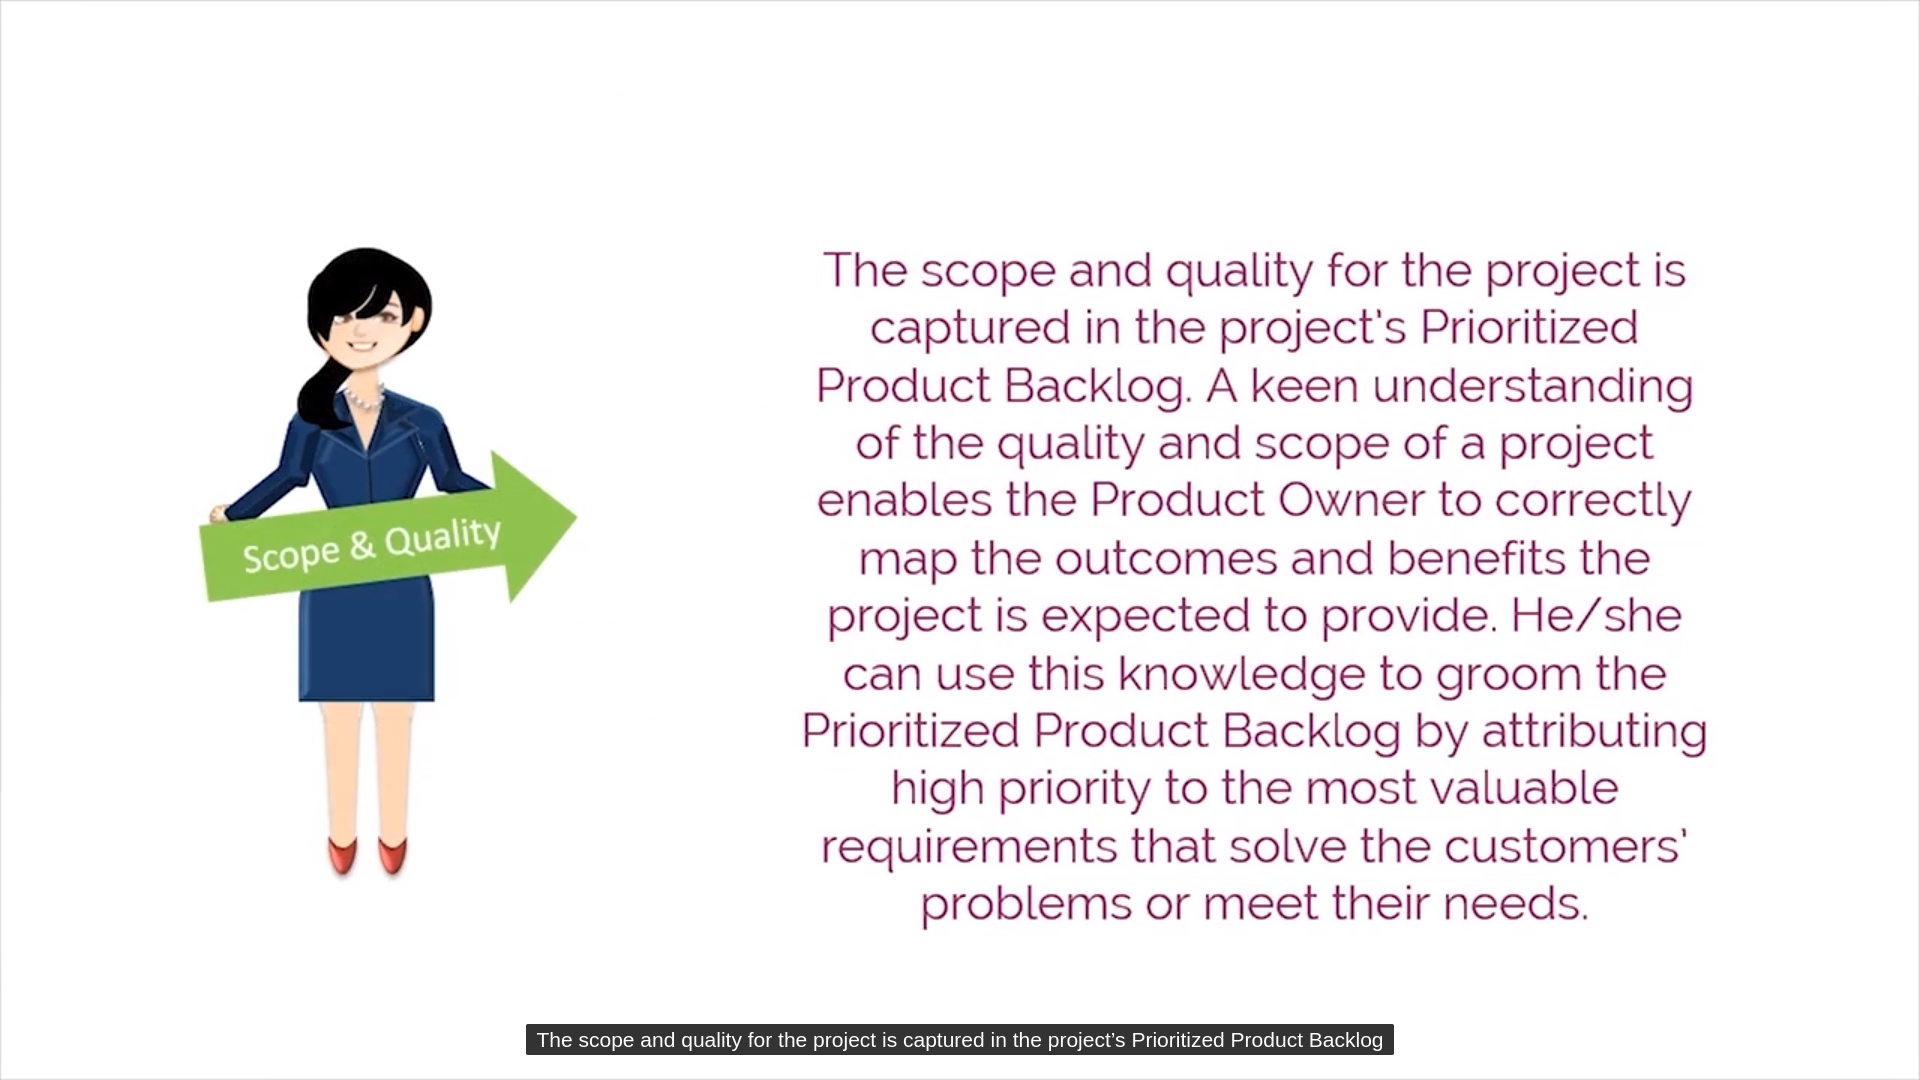 Scope & Quality
The scope and quality for the project is
captured in the project's Prioritized
Product Backlog. A keen understanding
of the quality and scope of a project
enables the Product Owner to correctly
map the outcomes and benefits the
project is expected to provide. He/she
can use this knowledge to groom the
Prioritized Product Backlog by attributing
high priority to the most valuable
requirements that solve the customers'
problems or meet their needs.
The scope and quality for the project is captured in the project’s Prioritized Product Backlog